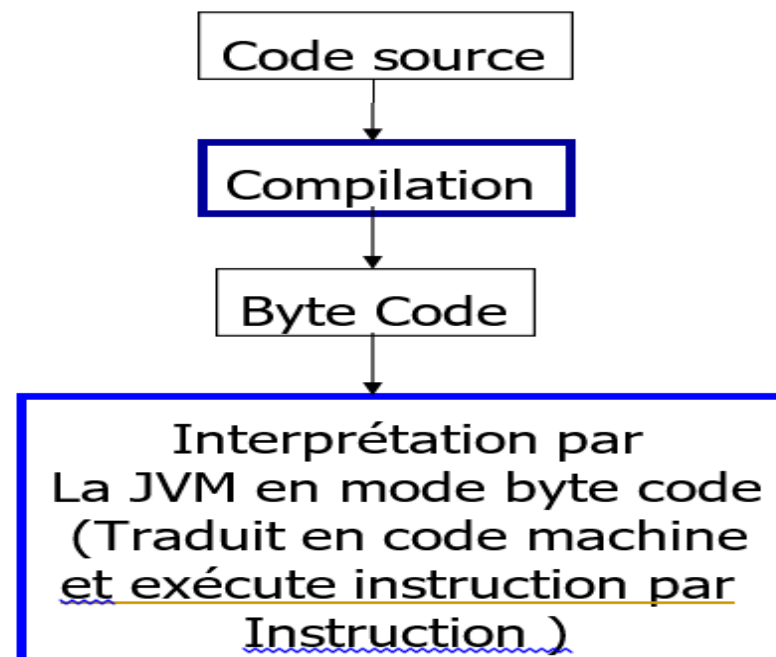 Code source
Compilation
Byte Code
Interprétation par
La JVM en mode byte code
(Traduit en code machine
et exécute instruction par
Instruction )